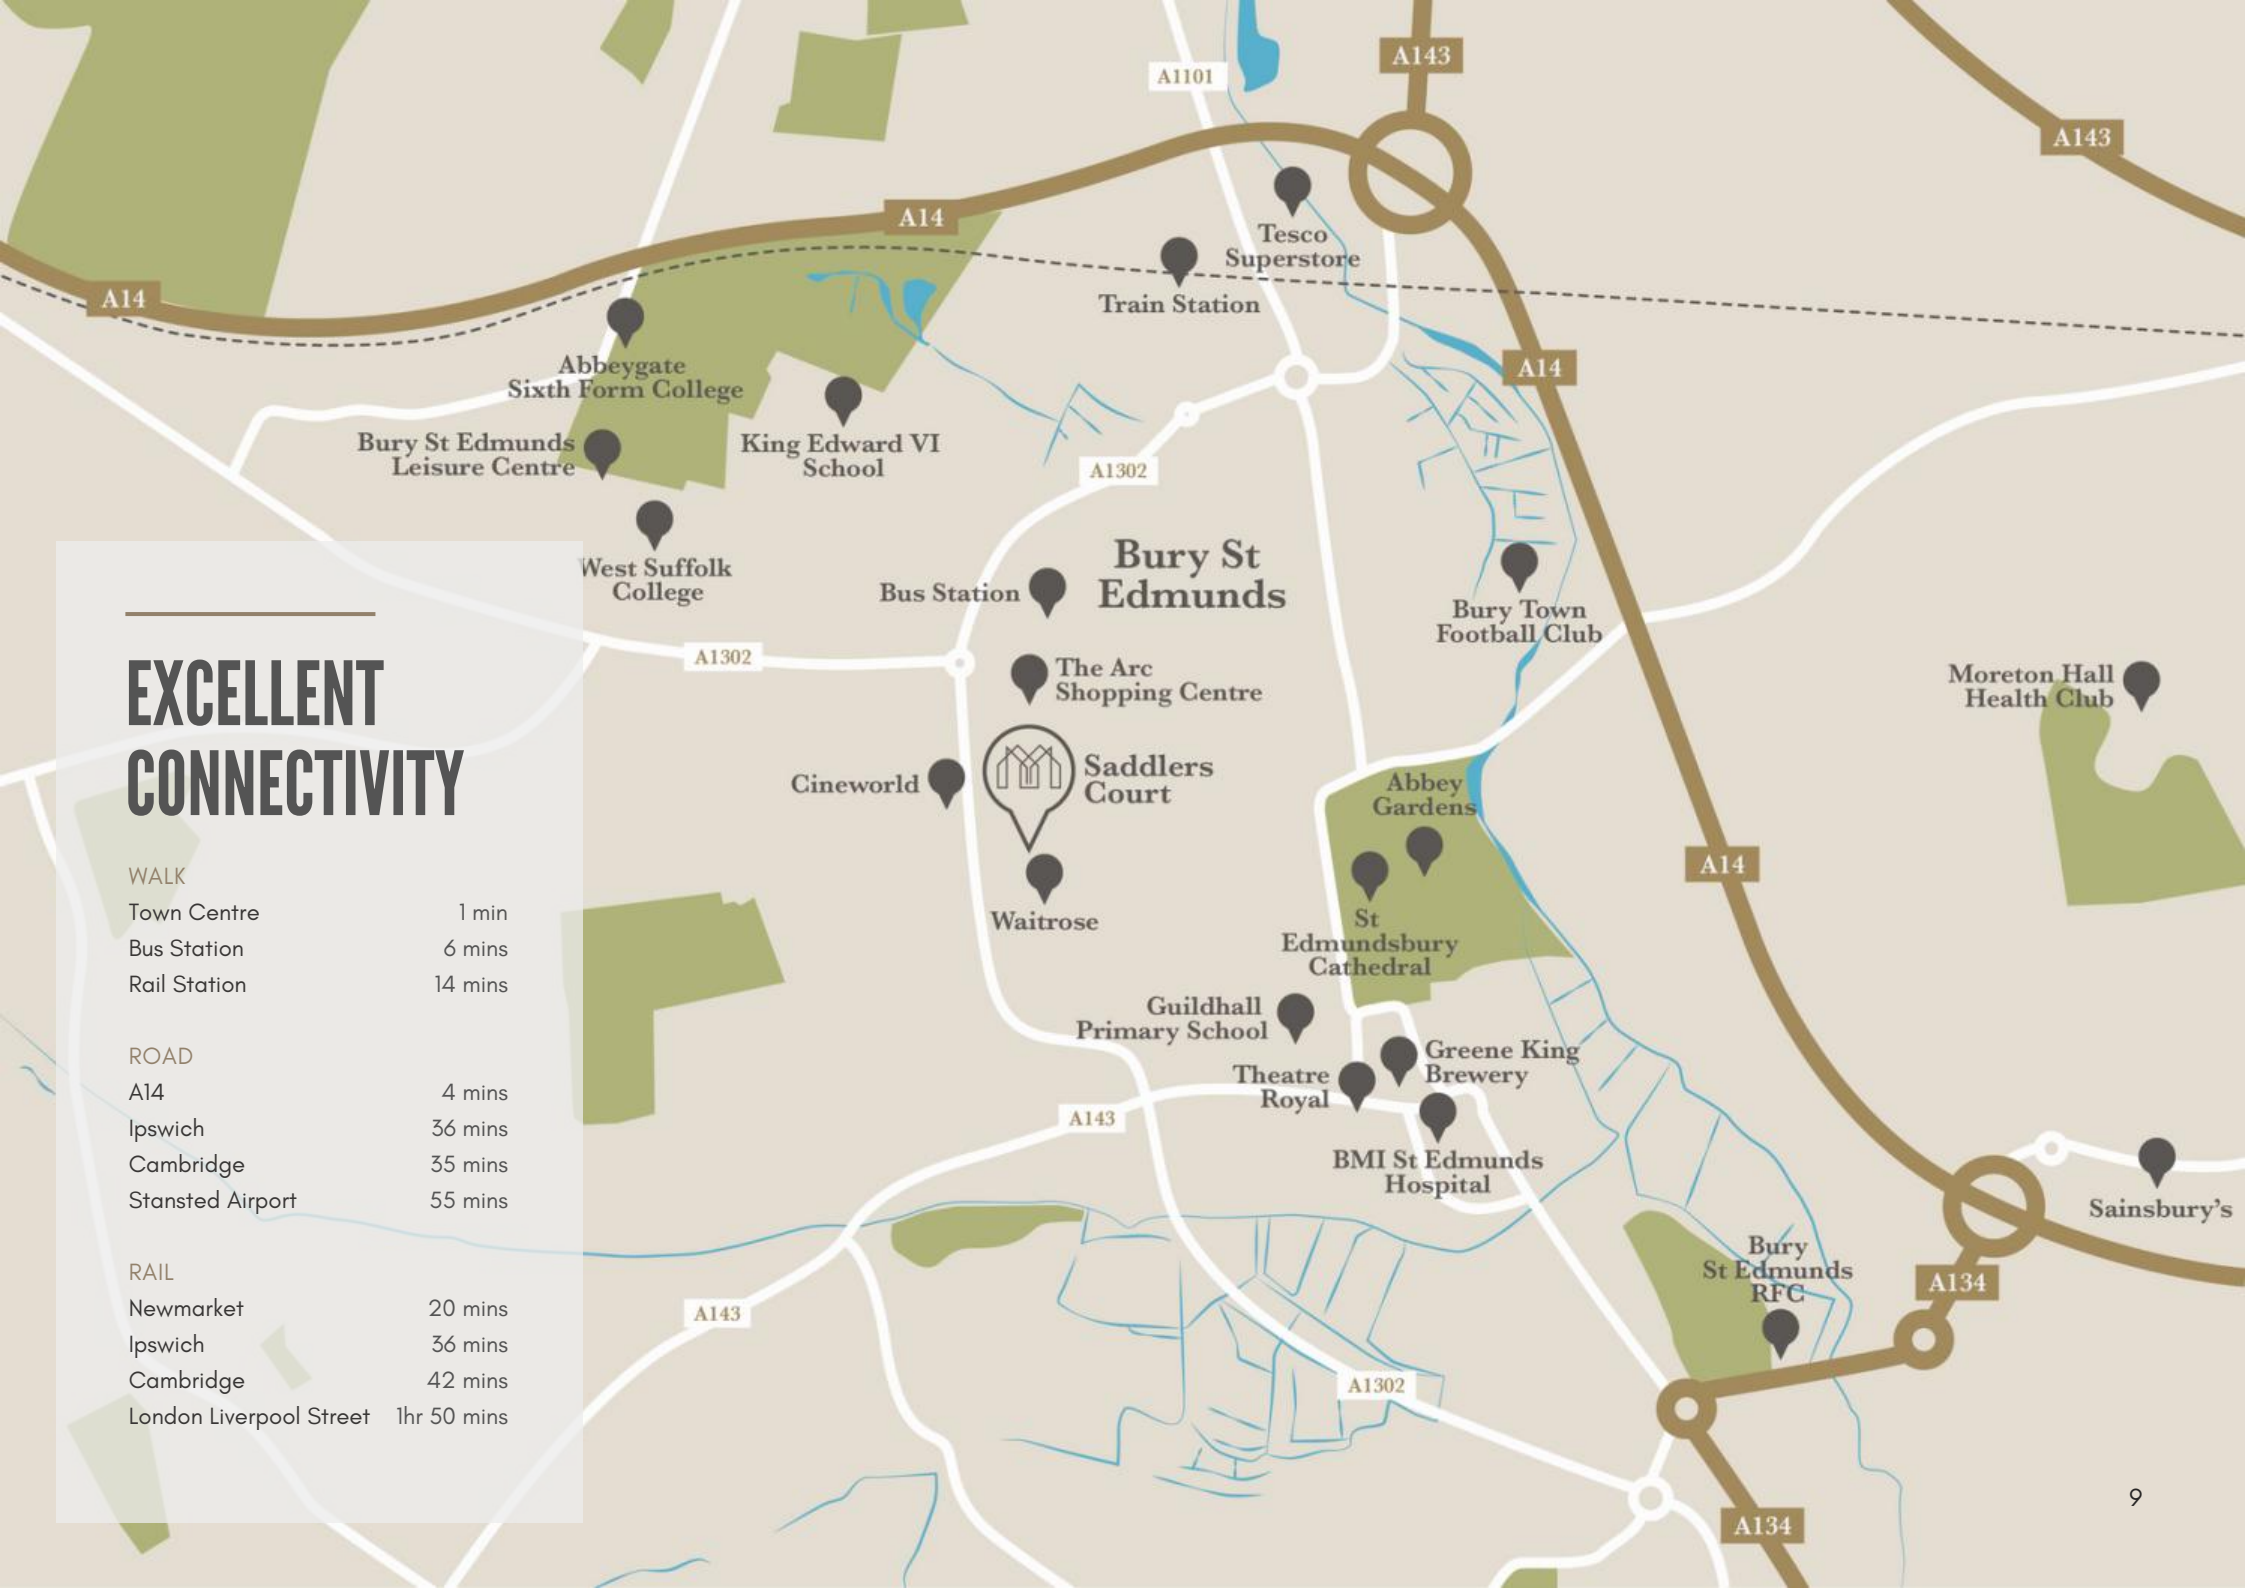 A1101
A143
A143
A14
A14
Tesco
Superstore
Train Station
Abbeygate
Sixth Form College
A14
Bury St Edmunds
Leisure Centre
King Edward VI
School
A1302
West Suffolk
College
Bus Station
Bury St
Edmunds
Bury Town
Football Club
A1302
The Arc
Shopping Centre
Moreton Hall
Health Club
Cineworld
Saddlers
Court
Abbey
Gardens
A14
Waitrose
St
Edmundsbury
Cathedral
Guildhall
Primary School
Greene King
Brewery
Theatre
Royal
A143
BMI St Edmunds
Hospital
Sainsbury's
Bury
St Edmunds
RFC
A134
A143
A1302
A134
EXCELLENT
CONNECTIVITY
WALK
Town Centre 1 min
Bus Station 6 mins
Rail Station 14 mins
ROAD
A14 4 mins
Ipswich 36 mins
Cambridge 35 mins
Stansted Airport 55 mins
RAIL
Newmarket 20 mins
Ipswich 36 mins
Cambridge 42 mins
London Liverpool Street 1hr 50 mins
9